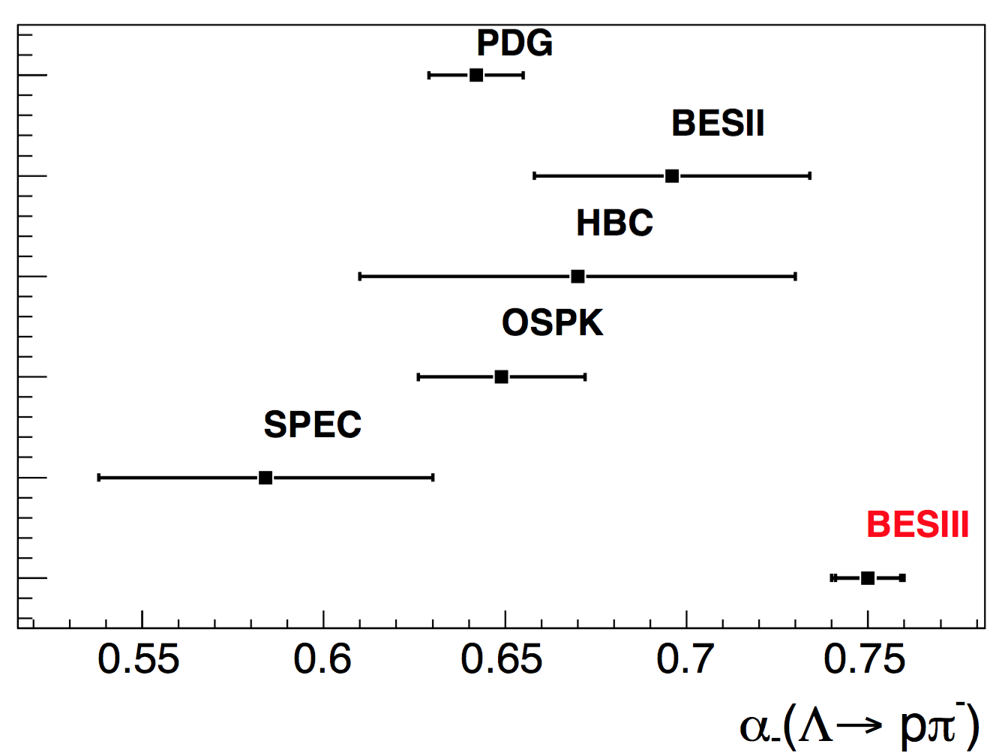 PDG
BESII
HBC
OSPK
SPEC
BESIII
0.55 0.6 0.65 0.7 0.75
α-(Λ→ pπ⁻)